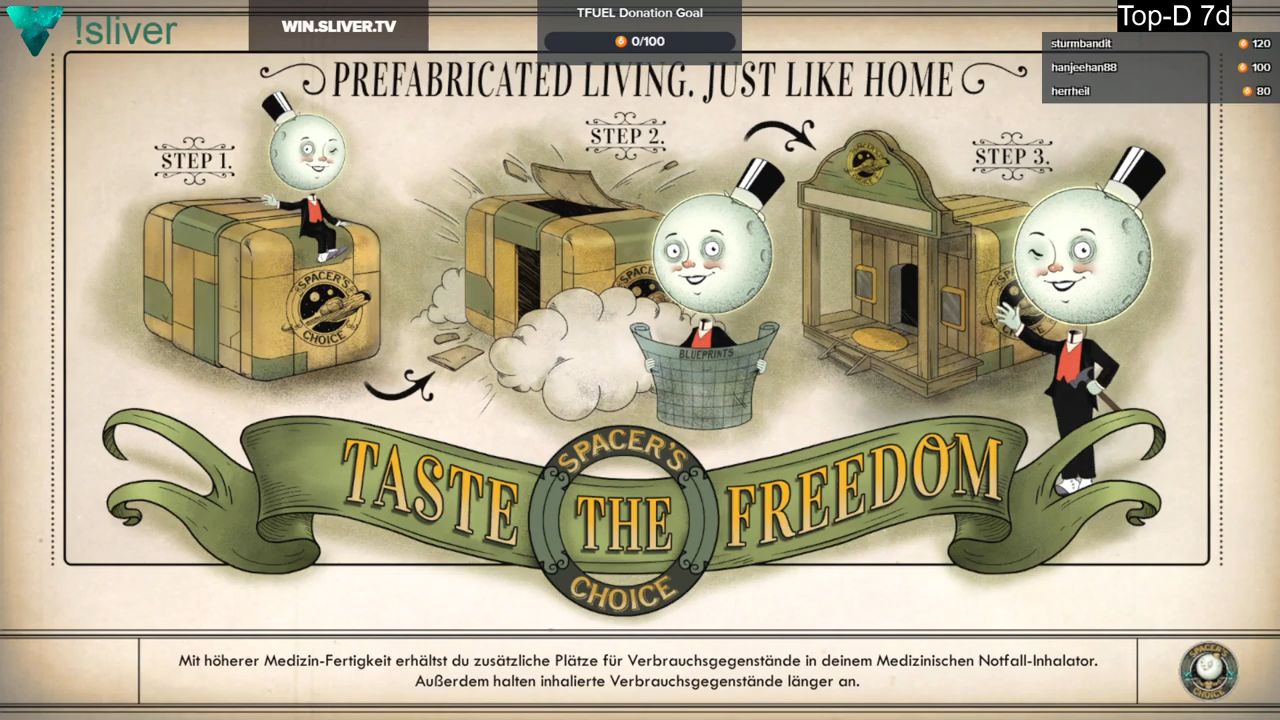 !sliver
WIN.SLIVER.TV
TFUEL Donation Goal
0/100
Top-D 7d
sturmbandit 120
hanjeehan88 100
herrheil 80
PREFABRICATED LIVING. JUST LIKE HOME
STEP 1.
STEP 2.
STEP 3.
SPACER'S
CHOICE
BLUEPRINTS
SPACER'S
TASTE THE FREEDOM
CHOICE
Mit höherer Medizin-Fertigkeit erhältst du zusätzliche Plätze für Verbrauchsgegenstände in deinem Medizinischen Notfall-Inhalator.
Außerdem halten inhalierte Verbrauchsgegenstände länger an.
SPACER'S
CHOICE